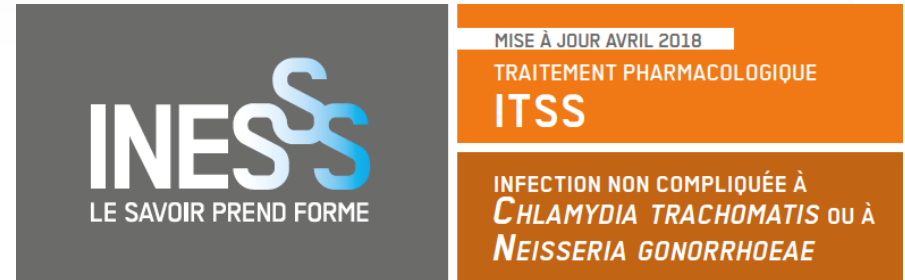 INESSS
LE SAVOIR PREND FORME
MISE À JOUR AVRIL 2018
TRAITEMENT PHARMACOLOGIQUE
ITSS
INFECTION NON COMPLIQUÉE À
CHLAMYDIA TRACHOMATIS OU À
NEISSERIA GONORRHOEAE